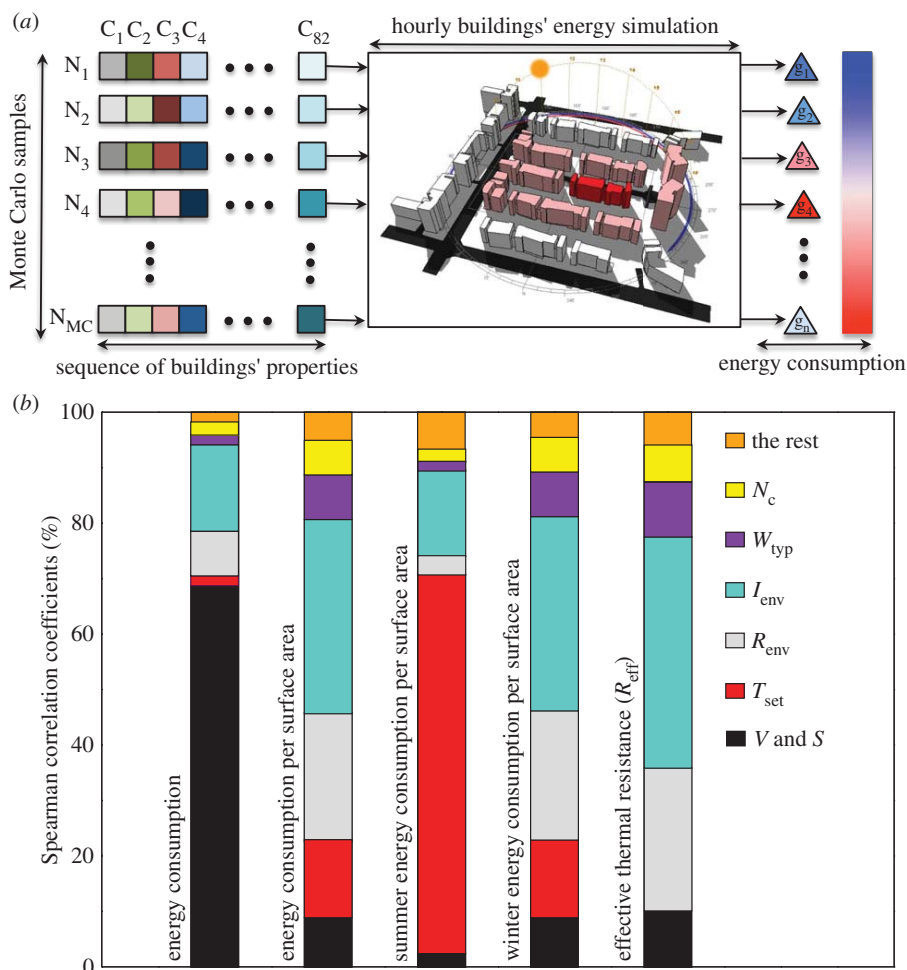 (a)
hourly buildings' energy simulation
C1 C2 C3 C4 C82
Monte Carlo samples
N1
N2
N3
N4
NMC
g1
g2
g3
g4
gn
sequence of buildings' properties
energy consumption
(b)
Spearman correlation coefficients (%)
100
80
60
40
20
0
energy consumption
energy consumption per surface area
summer energy consumption per surface area
winter energy consumption per surface area
effective thermal resistance (Reff)
the rest
Nc
Wtyp
Ienv
Renv
Tset
V and S